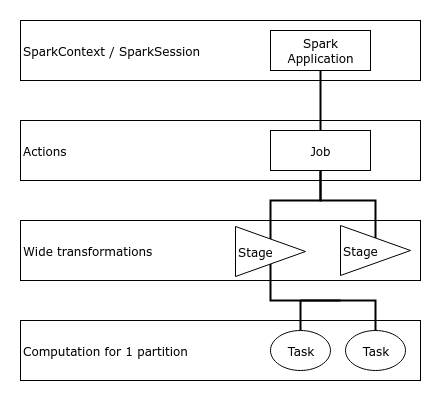 SparkContext / SparkSession
Spark
Application
Actions
Job
Wide transformations
Stage
Stage
Computation for 1 partition
Task
Task